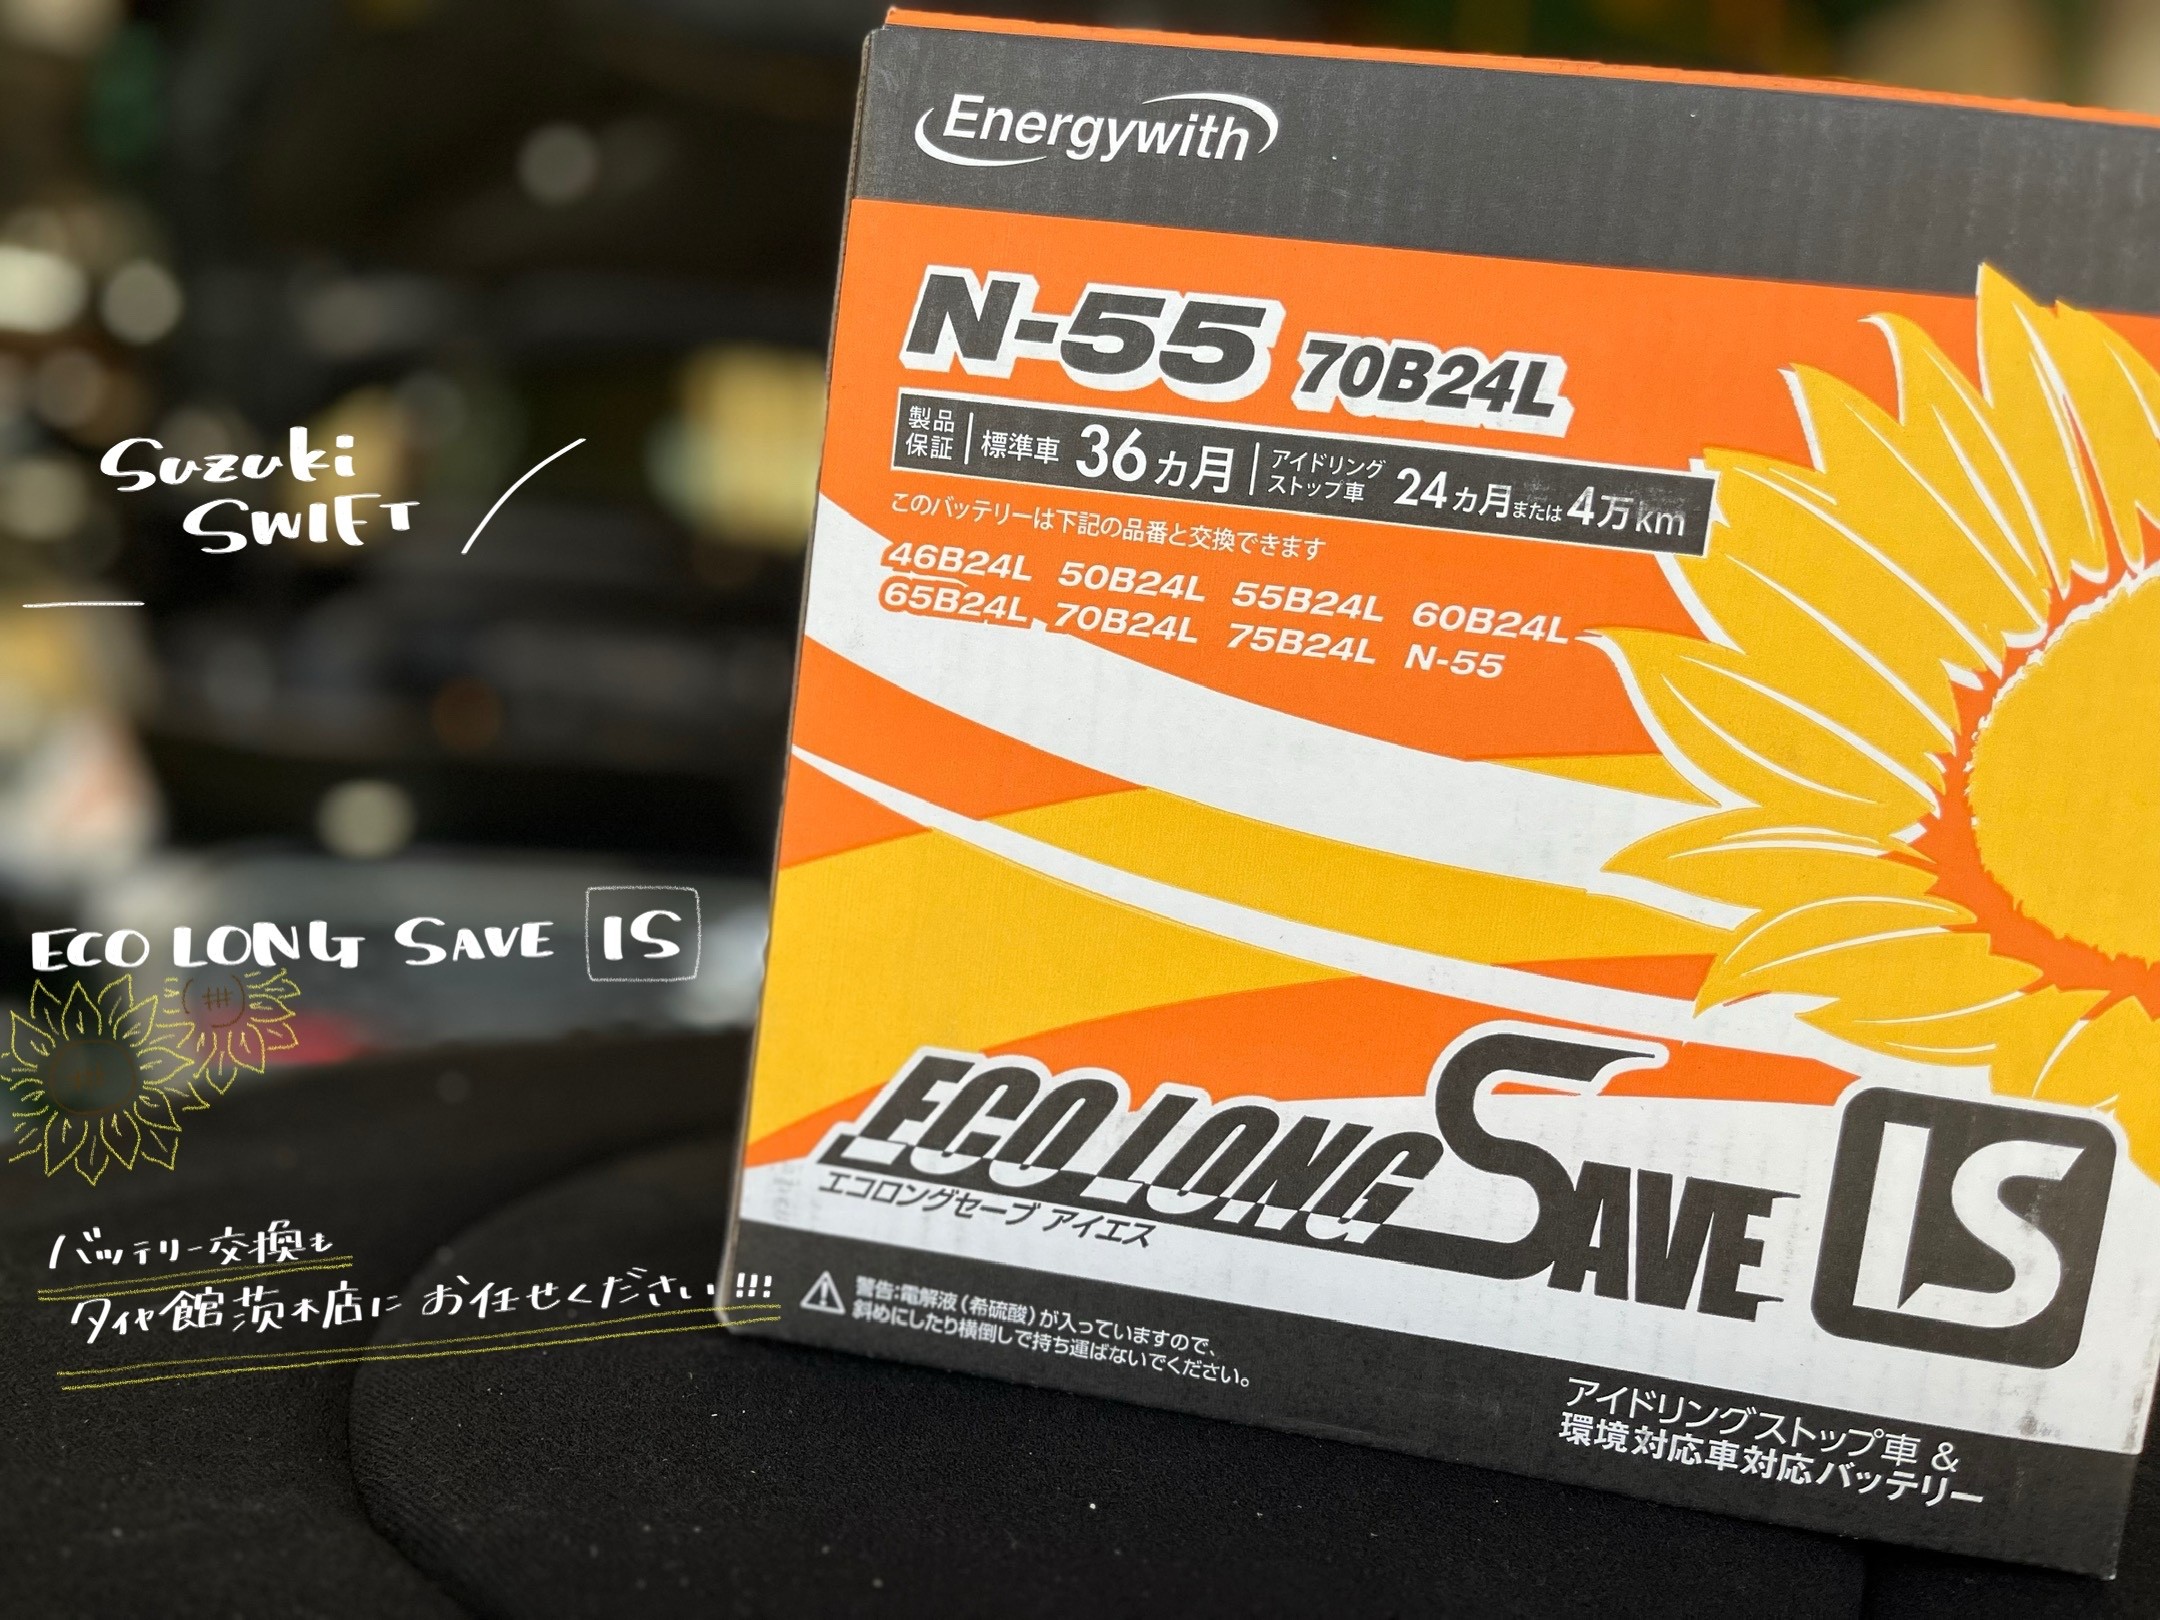 Suzuki
SWIFT
ECO LONG SAVE IS
バッテリー交換も
タイヤ館茨木店にお任せください!!!
Energywith
N-55 70B24L
製品保証 標準車 36ヵ月 アイドリングストップ車 24ヵ月または4万km
このバッテリーは下記の品番と交換できます
46B24L 50B24L 55B24L 60B24L
65B24L 70B24L 75B24L N-55
ECO LONG SAVE IS
エコロングセーブ アイエス
警告:電解液(希硫酸)が入っていますので、
斜めにしたり横倒しで持ち運ばないでください。
アイドリングストップ車 &
環境対応車対応バッテリー